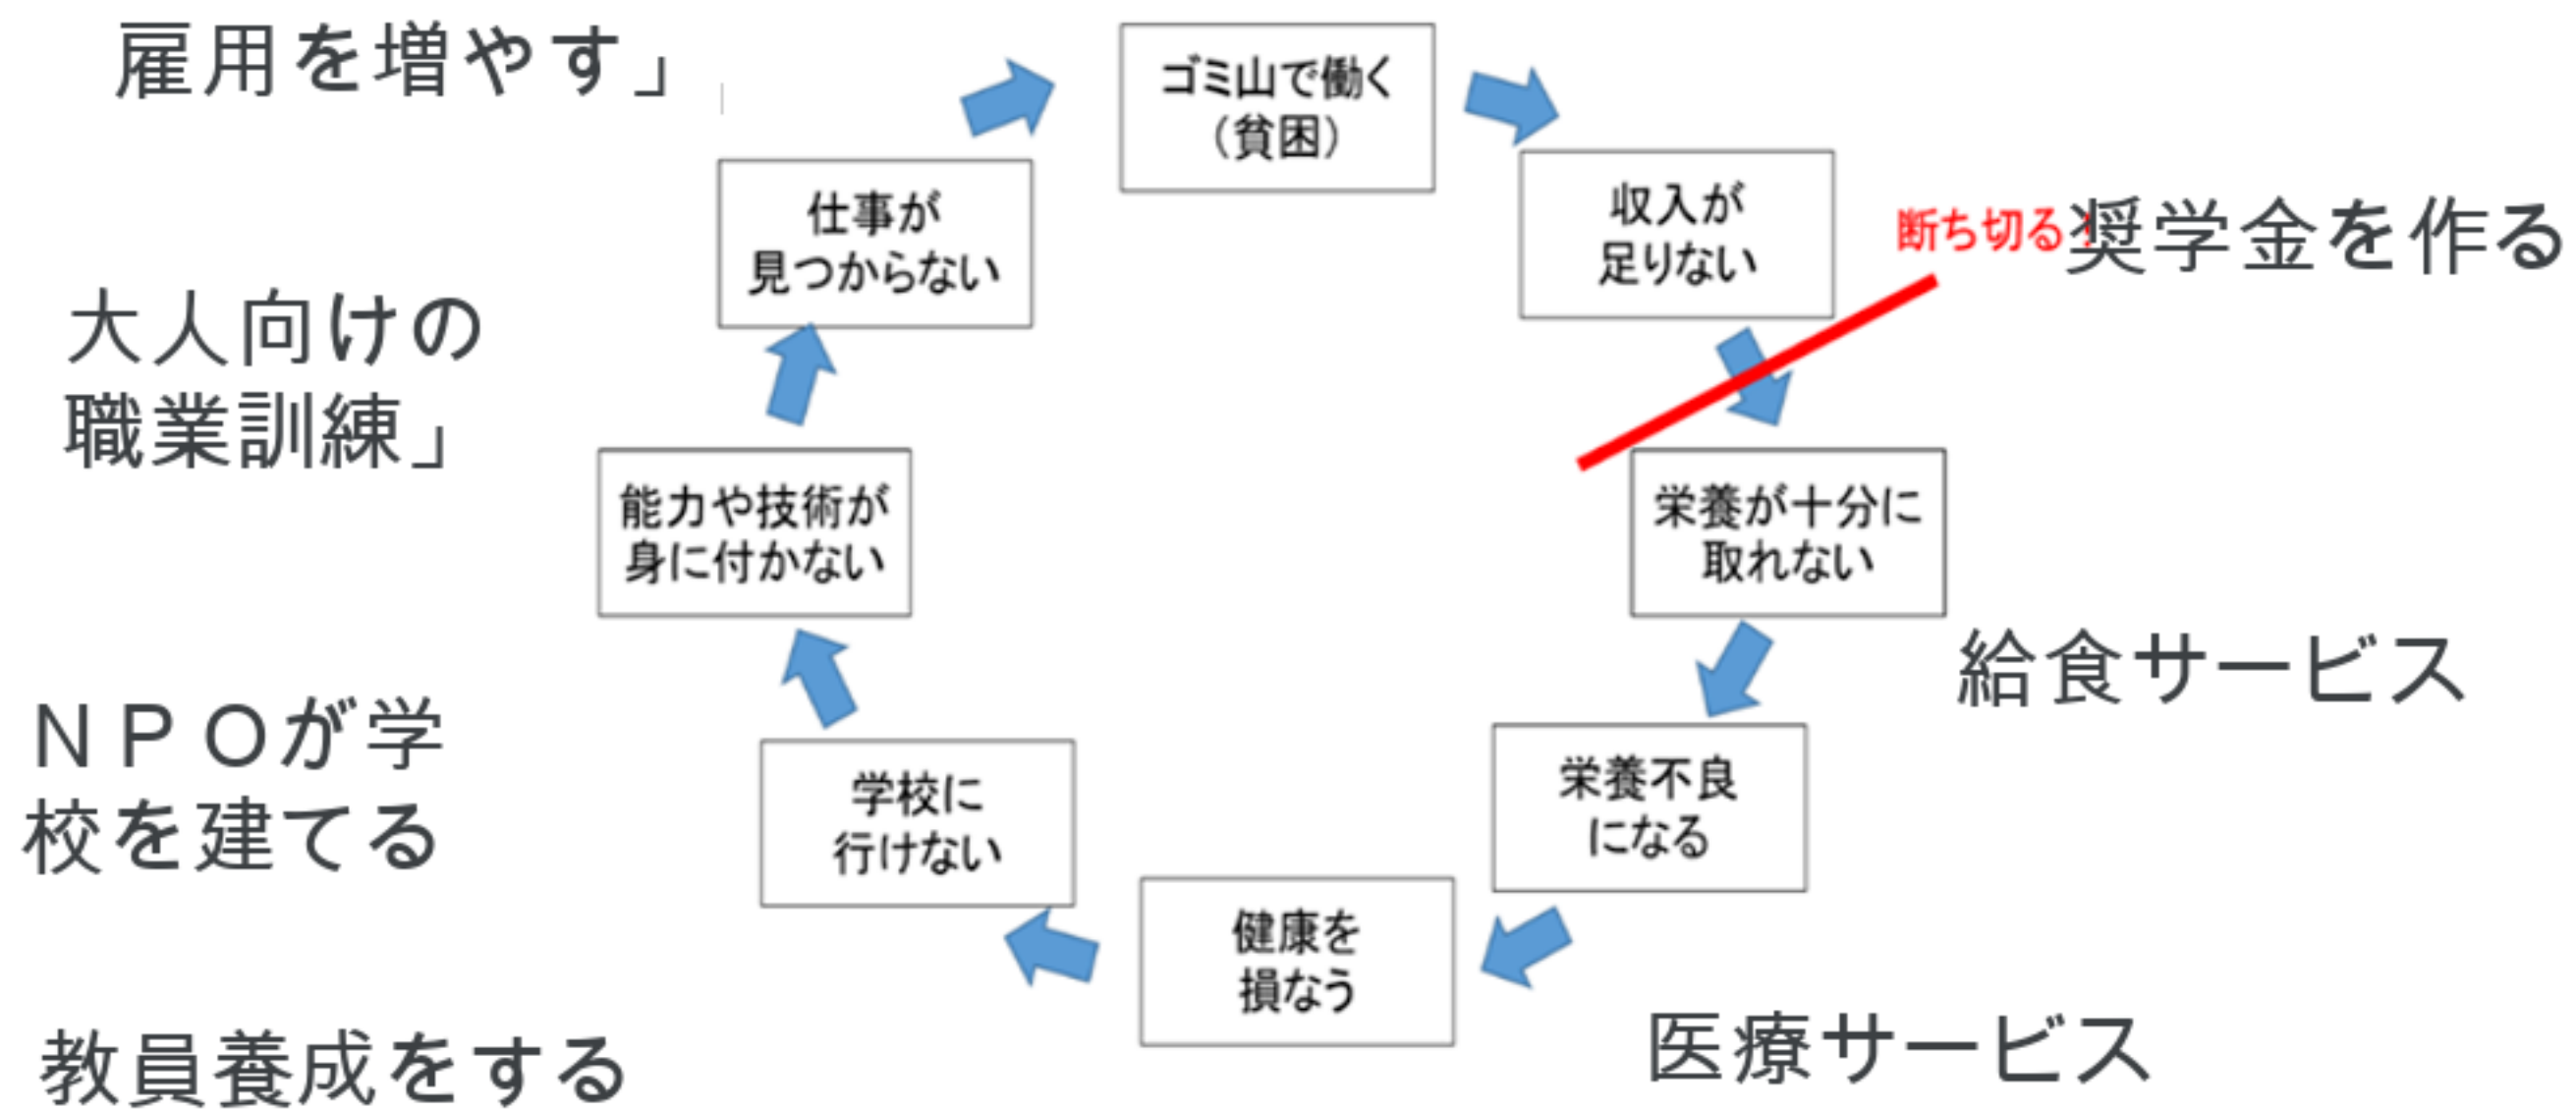 雇用を増やす」
ゴミ山で働く
（貧困）
仕事が
見つからない
収入が
足りない
断ち切る
奨学金を作る
大人向けの
職業訓練」
能力や技術が
身に付かない
栄養が十分に
取れない
給食サービス
ＮＰＯが学
校を建てる
学校に
行けない
栄養不良
になる
健康を
損なう
教員養成をする
医療サービス